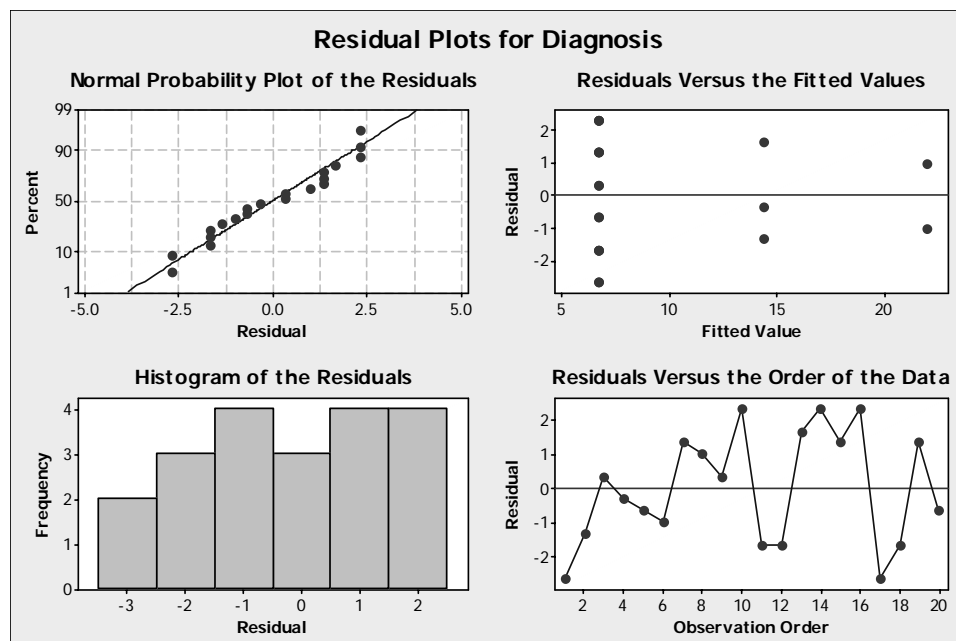 Residual Plots for Diagnosis
Normal Probability Plot of the Residuals
99
90
50
10
1
Percent
-5.0 -2.5 0.0 2.5 5.0
Residual
Residuals Versus the Fitted Values
2
1
0
-1
-2
Residual
5 10 15 20
Fitted Value
Histogram of the Residuals
4
3
2
1
0
Frequency
-3 -2 -1 0 1 2
Residual
Residuals Versus the Order of the Data
2
1
0
-1
-2
Residual
2 4 6 8 10 12 14 16 18 20
Observation Order